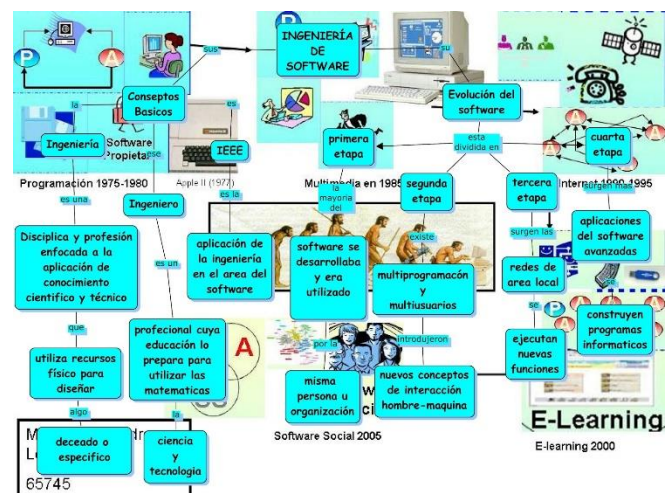 INGENIERÍA
DE
SOFTWARE
sus
su
Conseptos
Basicos
Evolución del
software
la
es
ese
esta
dividida en
Ingeniería
Software
Propieta
IEEE
primera
etapa
segunda
etapa
tercera
etapa
cuarta
etapa
Programación 1975-1980
Apple II (1977)
Multimedia en 1985
Internet 1990-1995
es una
Ingeniero
es la
la
mayoria
del
existe
surgen las
surgen mas
Disciplica y profesión
enfocada a la
aplicación de
conocimiento
cientifico y técnico
es un
aplicación de
la ingeniería
en el area del
software
software se
desarrollaba
y era
utilizado
multiprogramacón
y
multiusuarios
redes de
area local
aplicaciones
del software
avanzadas
que
profecional cuya
educación lo
prepara para
utilizar las
matematicas
por la
introdujeron
se
se
utiliza recursos
físico para
diseñar
misma
persona u
organización
nuevos conceptos
de interacción
hombre-maquina
ejecutan
nuevas
funciones
construyen
programas
informaticos
algo
la
deceado o
especifico
ciencia
y
tecnologia
Software Social 2005
E-Learning
E-learning 2000
65745
P
A
A
A